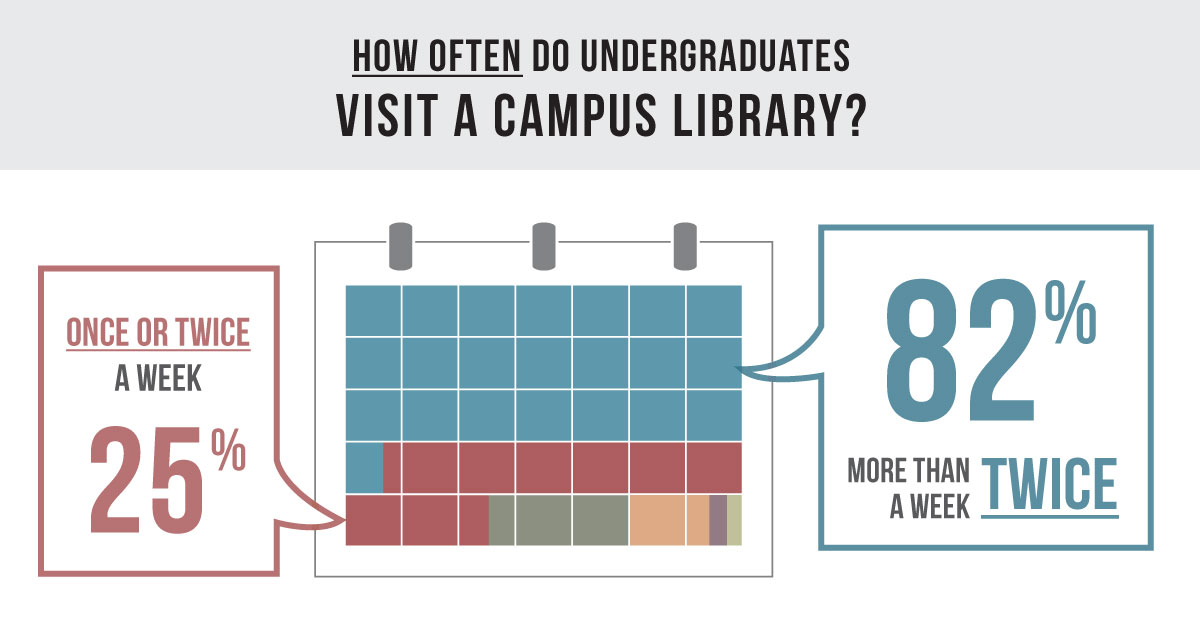 HOW OFTEN DO UNDERGRADUATES
VISIT A CAMPUS LIBRARY?
ONCE OR TWICE
A WEEK
25%
82%
MORE THAN
A WEEK
TWICE